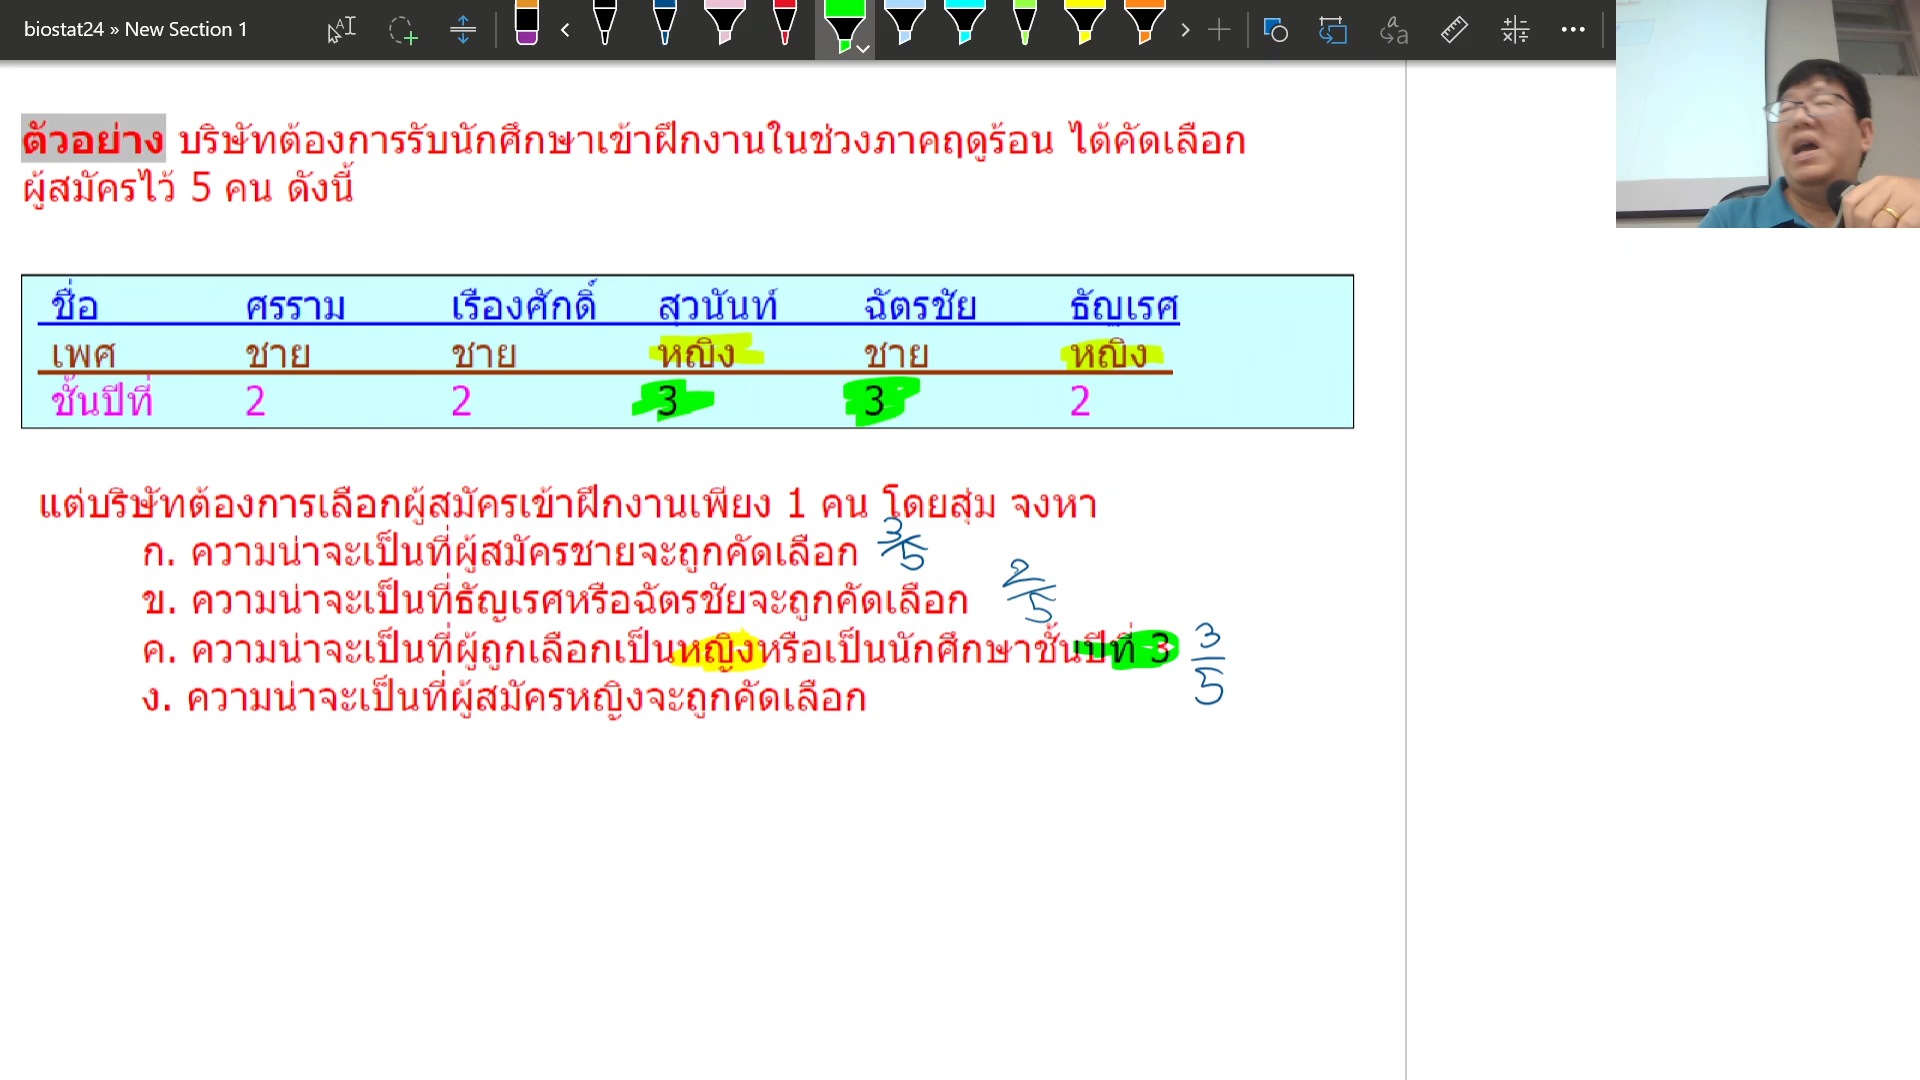 biostat24 » New Section 1
ตัวอย่าง บริษัทต้องการรับนักศึกษาเข้าฝึกงานในช่วงภาคฤดูร้อน ได้คัดเลือก
ผู้สมัครไว้ 5 คน ดังนี้
ชื่อ ศรราม เรืองศักดิ์ สุวนันท์ ฉัตรชัย ธัญเรศ
เพศ ชาย ชาย หญิง ชาย หญิง
ชั้นปีที่ 2 2 3 3 2
แต่บริษัทต้องการเลือกผู้สมัครเข้าฝึกงานเพียง 1 คน โดยสุ่ม จงหา
ก. ความน่าจะเป็นที่ผู้สมัครชายจะถูกคัดเลือก 3/5
ข. ความน่าจะเป็นที่ธัญเรศหรือฉัตรชัยจะถูกคัดเลือก 2/5
ค. ความน่าจะเป็นที่ผู้ถูกเลือกเป็นหญิงหรือเป็นนักศึกษาชั้นปีที่ 3 3/5
ง. ความน่าจะเป็นที่ผู้สมัครหญิงจะถูกคัดเลือก